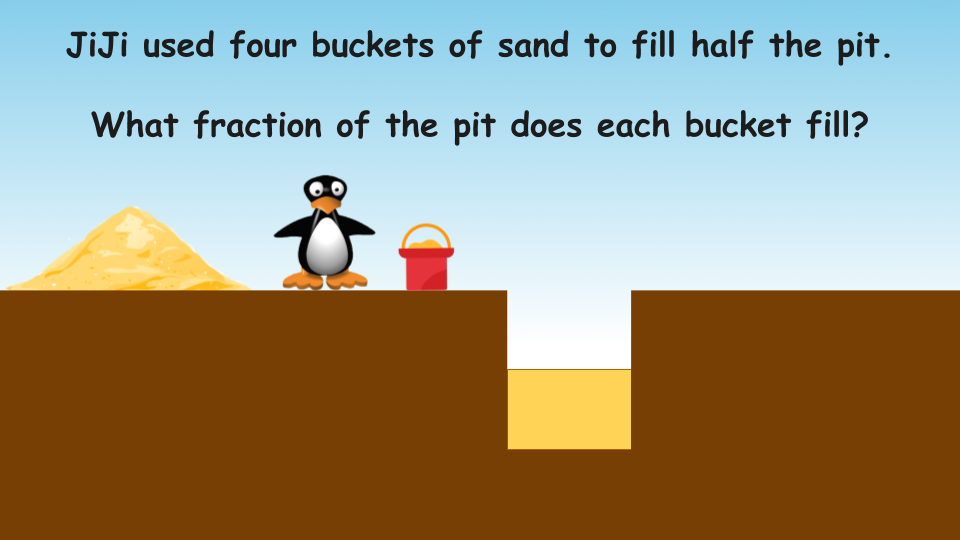 JiJi used four buckets of sand to fill half the pit.
What fraction of the pit does each bucket fill?